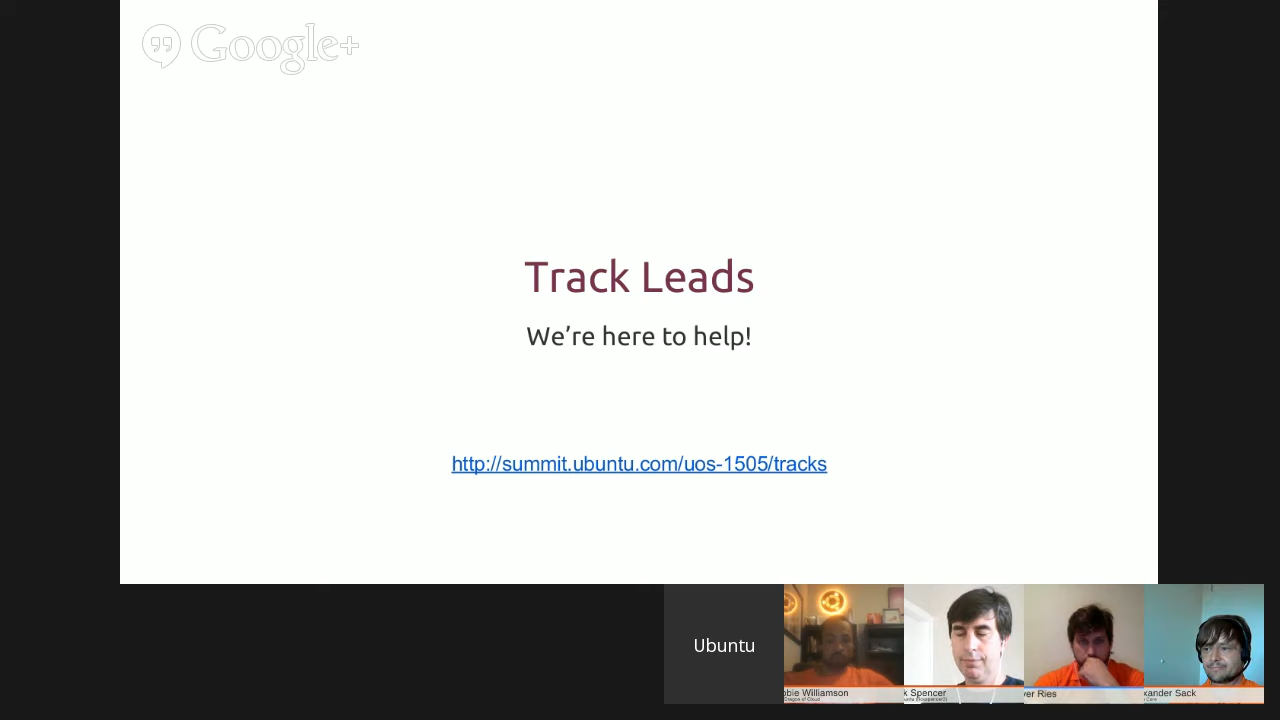 Google+
Track Leads
We’re here to help!
http://summit.ubuntu.com/uos-1505/tracks
Ubuntu
bbie Williamson
k Spencer
ver Ries
xander Sack